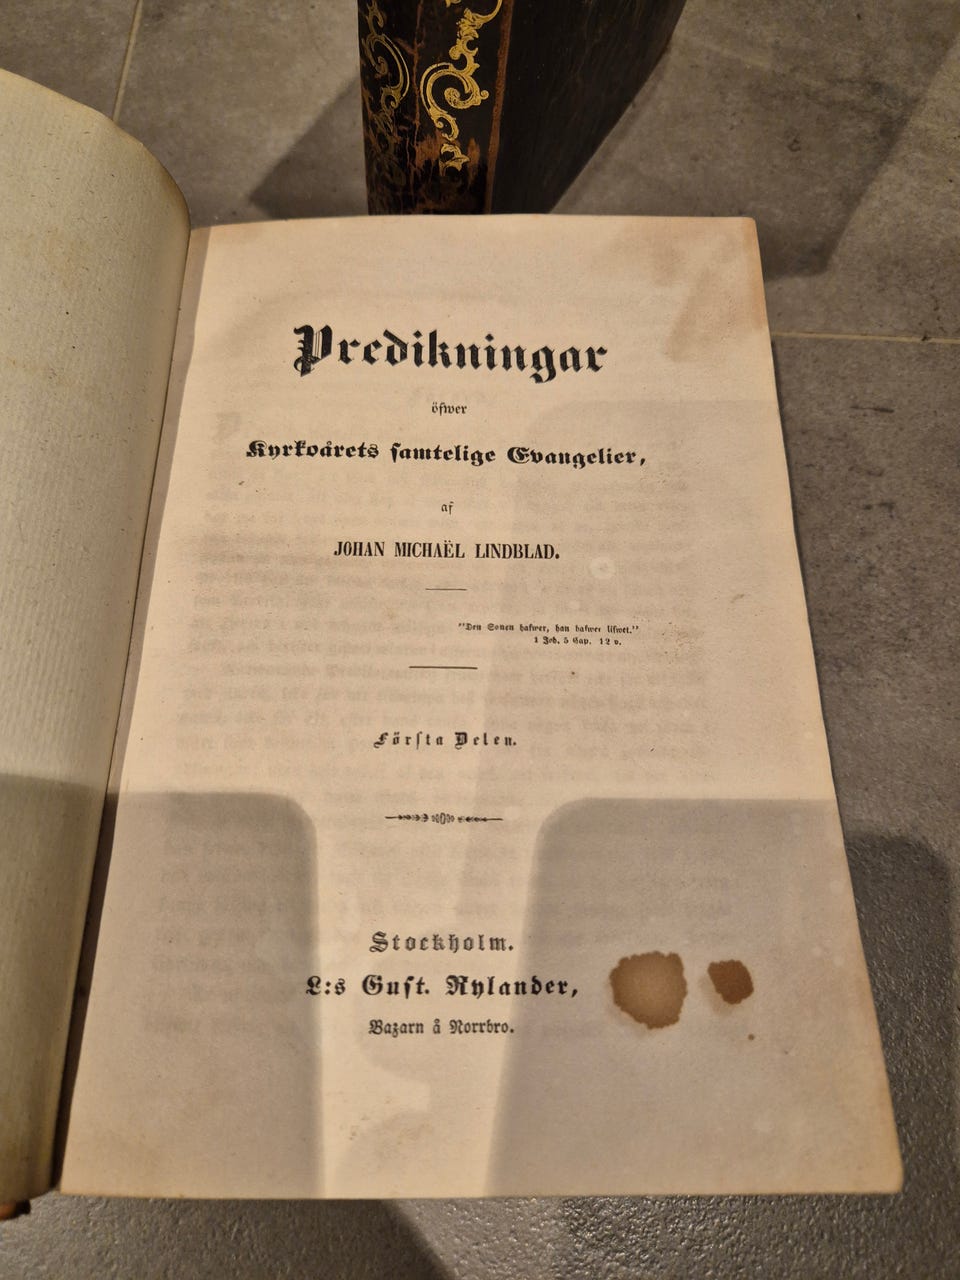 Predikningar
öfwer
Kyrkoårets samtelige Evangelier,
af
JOHAN MICHAËL LINDBLAD.
"Den Sonen hafwer, han hafwer lifwet."
1 Joh. 5 Cap. 12 v.
Första Delen.
Stockholm.
L:s Gust. Rylander,
Bazarn å Norrbro.